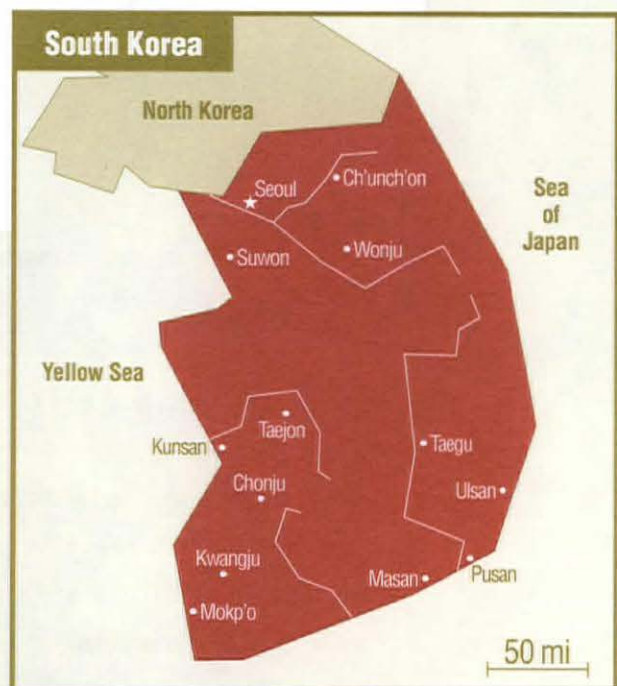 South Korea
North Korea
Seoul
Ch'unch'on
Sea
of
Japan
Suwon
Wonju
Yellow Sea
Taejon
Kunsan
Taegu
Chonju
Ulsan
Kwangju
Masan
Pusan
Mokp'o
50 mi